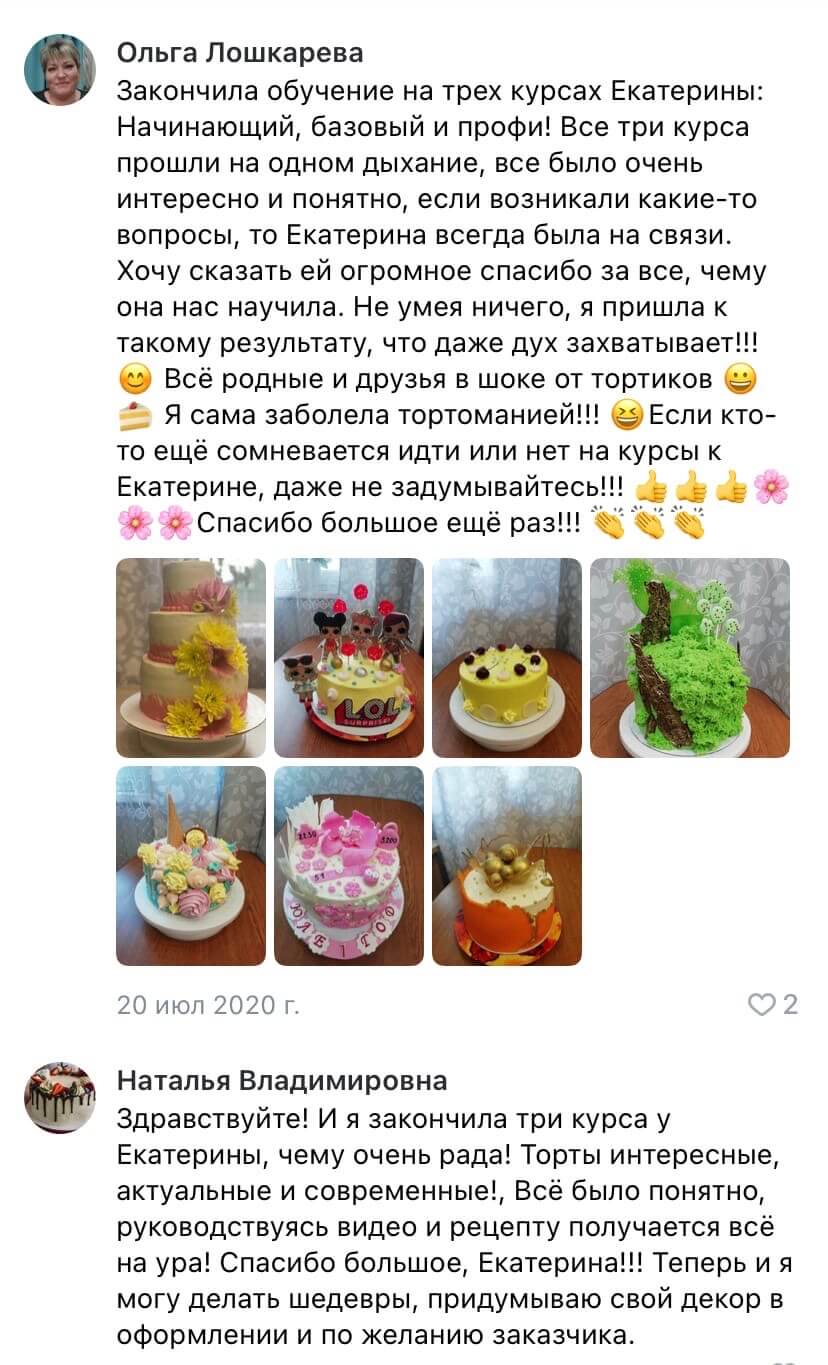 Ольга Лошкарева
Закончила обучение на трех курсах Екатерины:
Начинающий, базовый и профи! Все три курса
прошли на одном дыхание, все было очень
интересно и понятно, если возникали какие-то
вопросы, то Екатерина всегда была на связи.
Хочу сказать ей огромное спасибо за все, чему
она нас научила. Не умея ничего, я пришла к
такому результату, что даже дух захватывает!!!
😊 Всё родные и друзья в шоке от тортиков 😀
🍰 Я сама заболела тортоманией!!! 😆Если кто-
то ещё сомневается идти или нет на курсы к
Екатерине, даже не задумывайтесь!!! 👍👍👍🌸
🌸🌸Спасибо большое ещё раз!!! 👏👏👏
LOL
SURPRISE!
3200
51
1 ГОД
20 июл 2020 г.
2
Наталья Владимировна
Здравствуйте! И я закончила три курса у
Екатерины, чему очень рада! Торты интересные,
актуальные и современные!, Всё было понятно,
руководствуясь видео и рецепту получается всё
на ура! Спасибо большое, Екатерина!!! Теперь и я
могу делать шедевры, придумываю свой декор в
оформлении и по желанию заказчика.